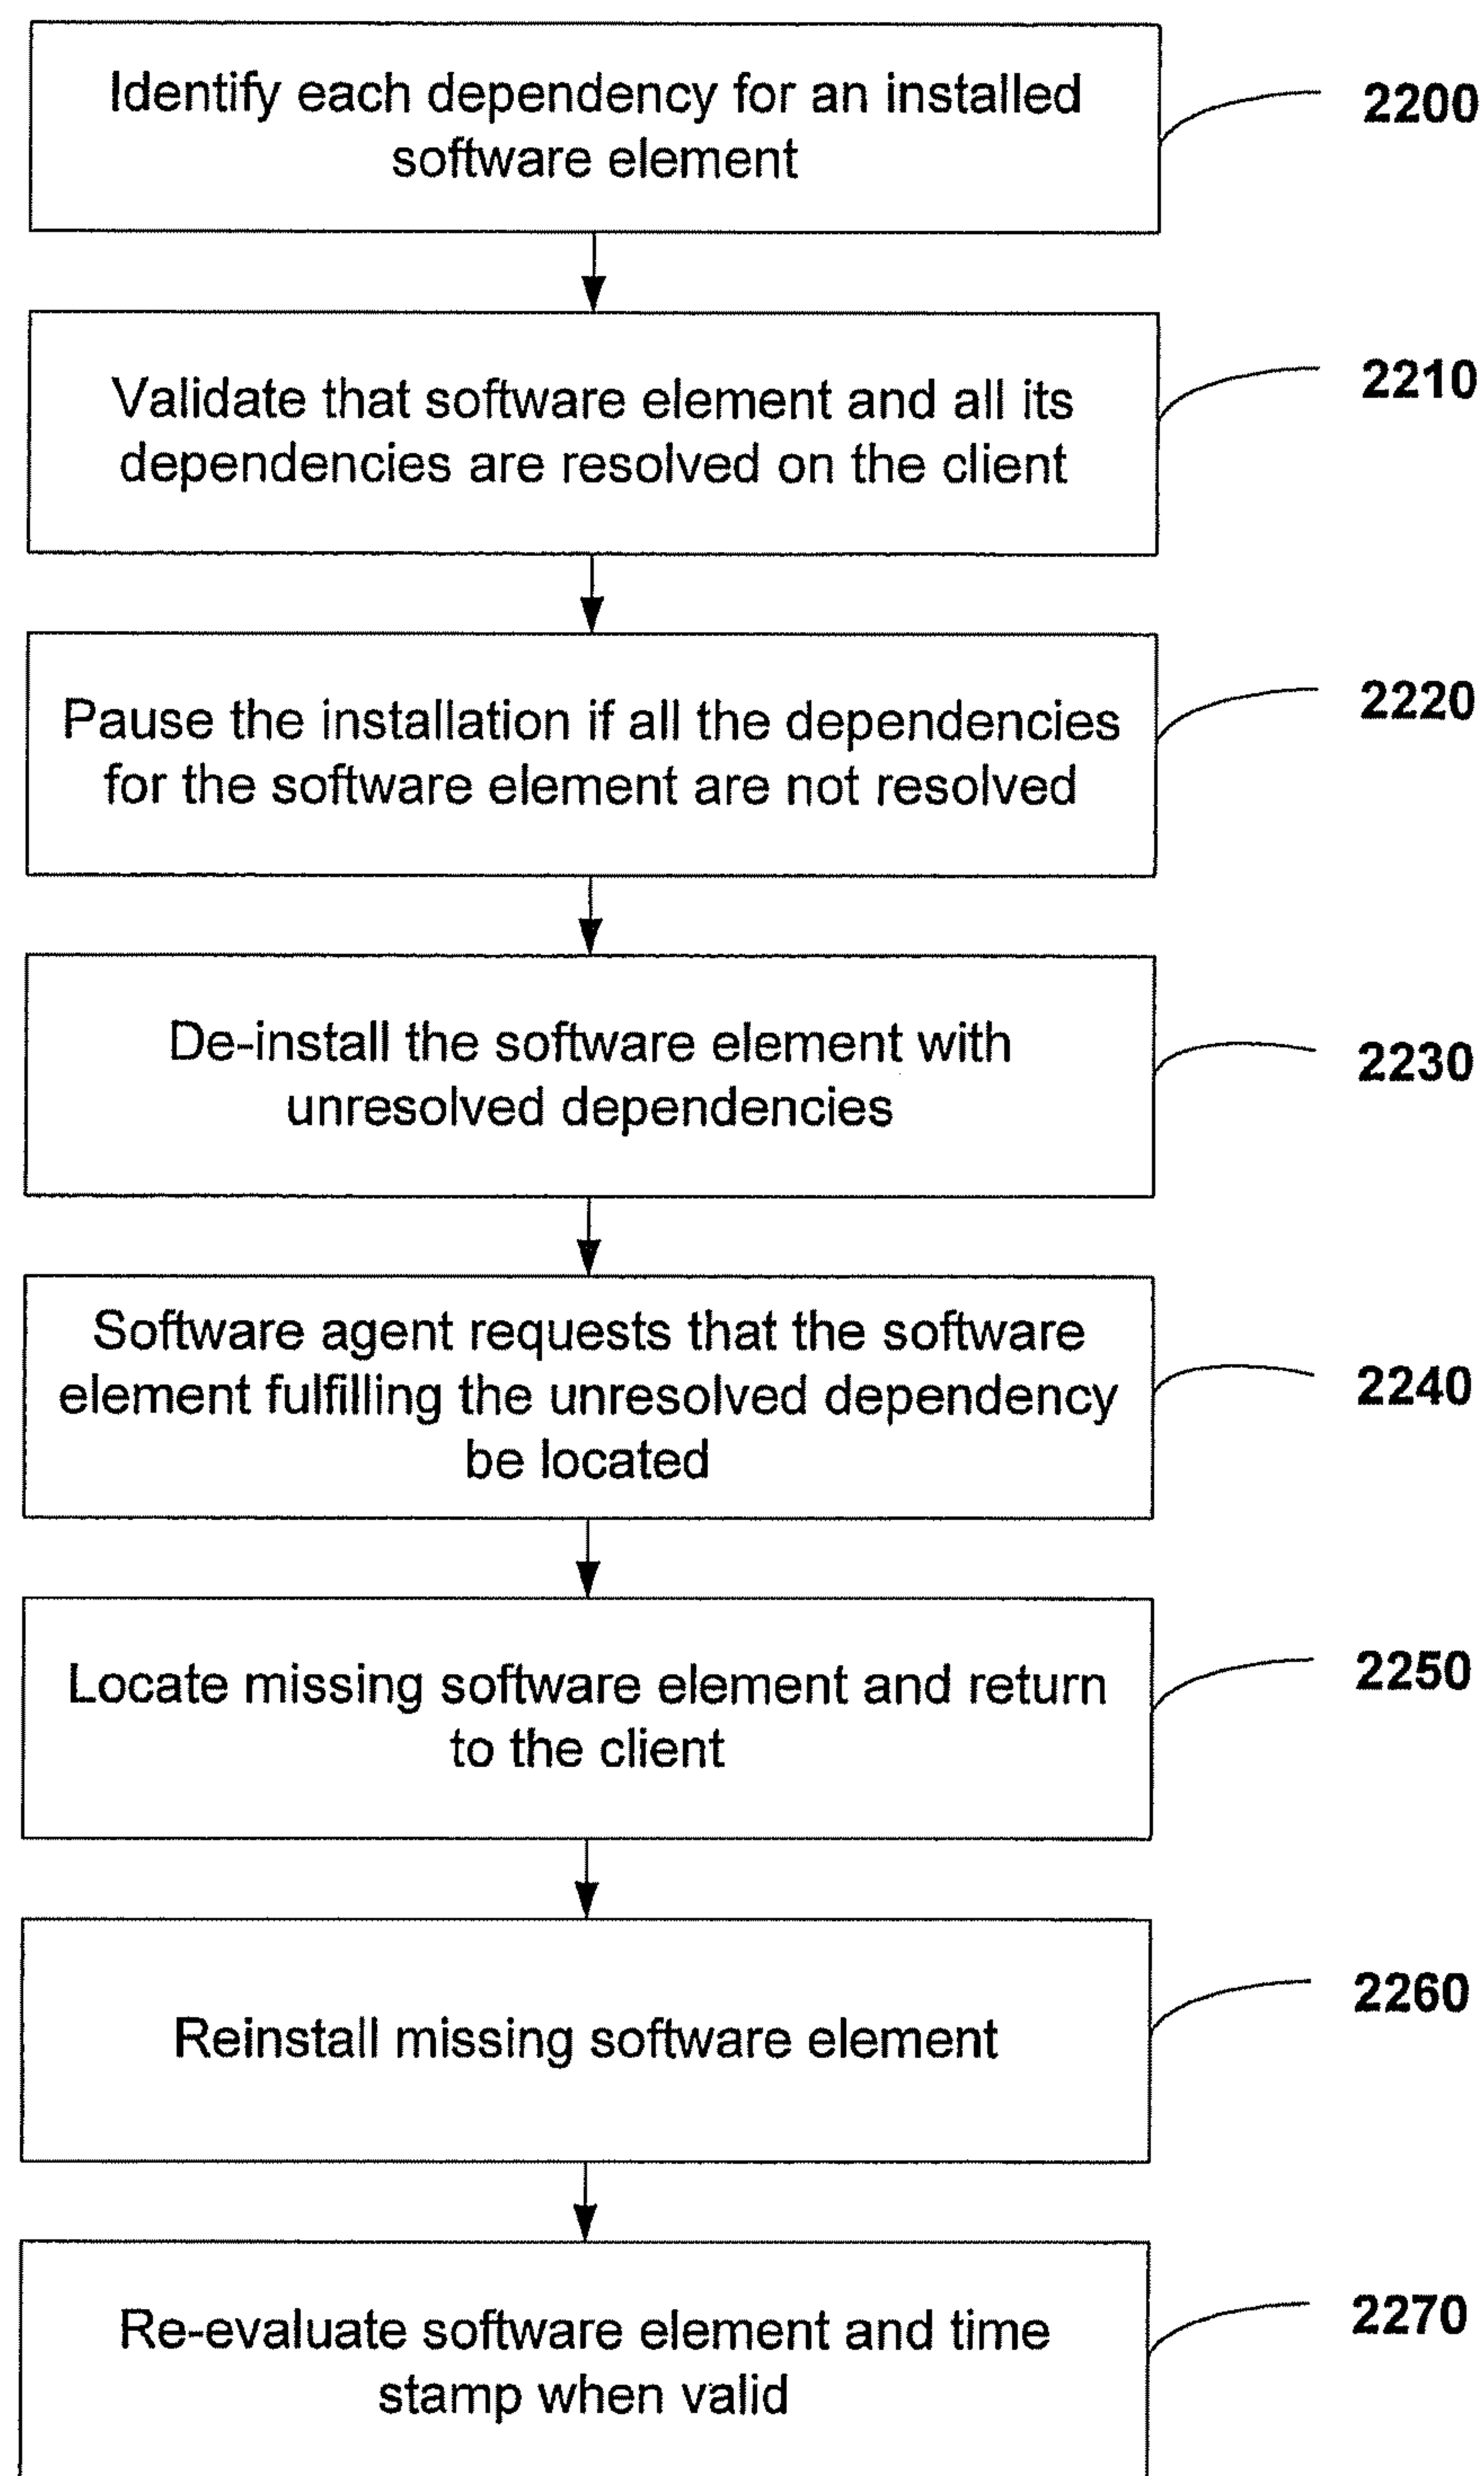 Identify each dependency for an installed
software element
2200
Validate that software element and all its
dependencies are resolved on the client
2210
Pause the installation if all the dependencies
for the software element are not resolved
2220
De-install the software element with
unresolved dependencies
2230
Software agent requests that the software
element fulfilling the unresolved dependency
be located
2240
Locate missing software element and return
to the client
2250
Reinstall missing software element
2260
Re-evaluate software element and time
stamp when valid
2270